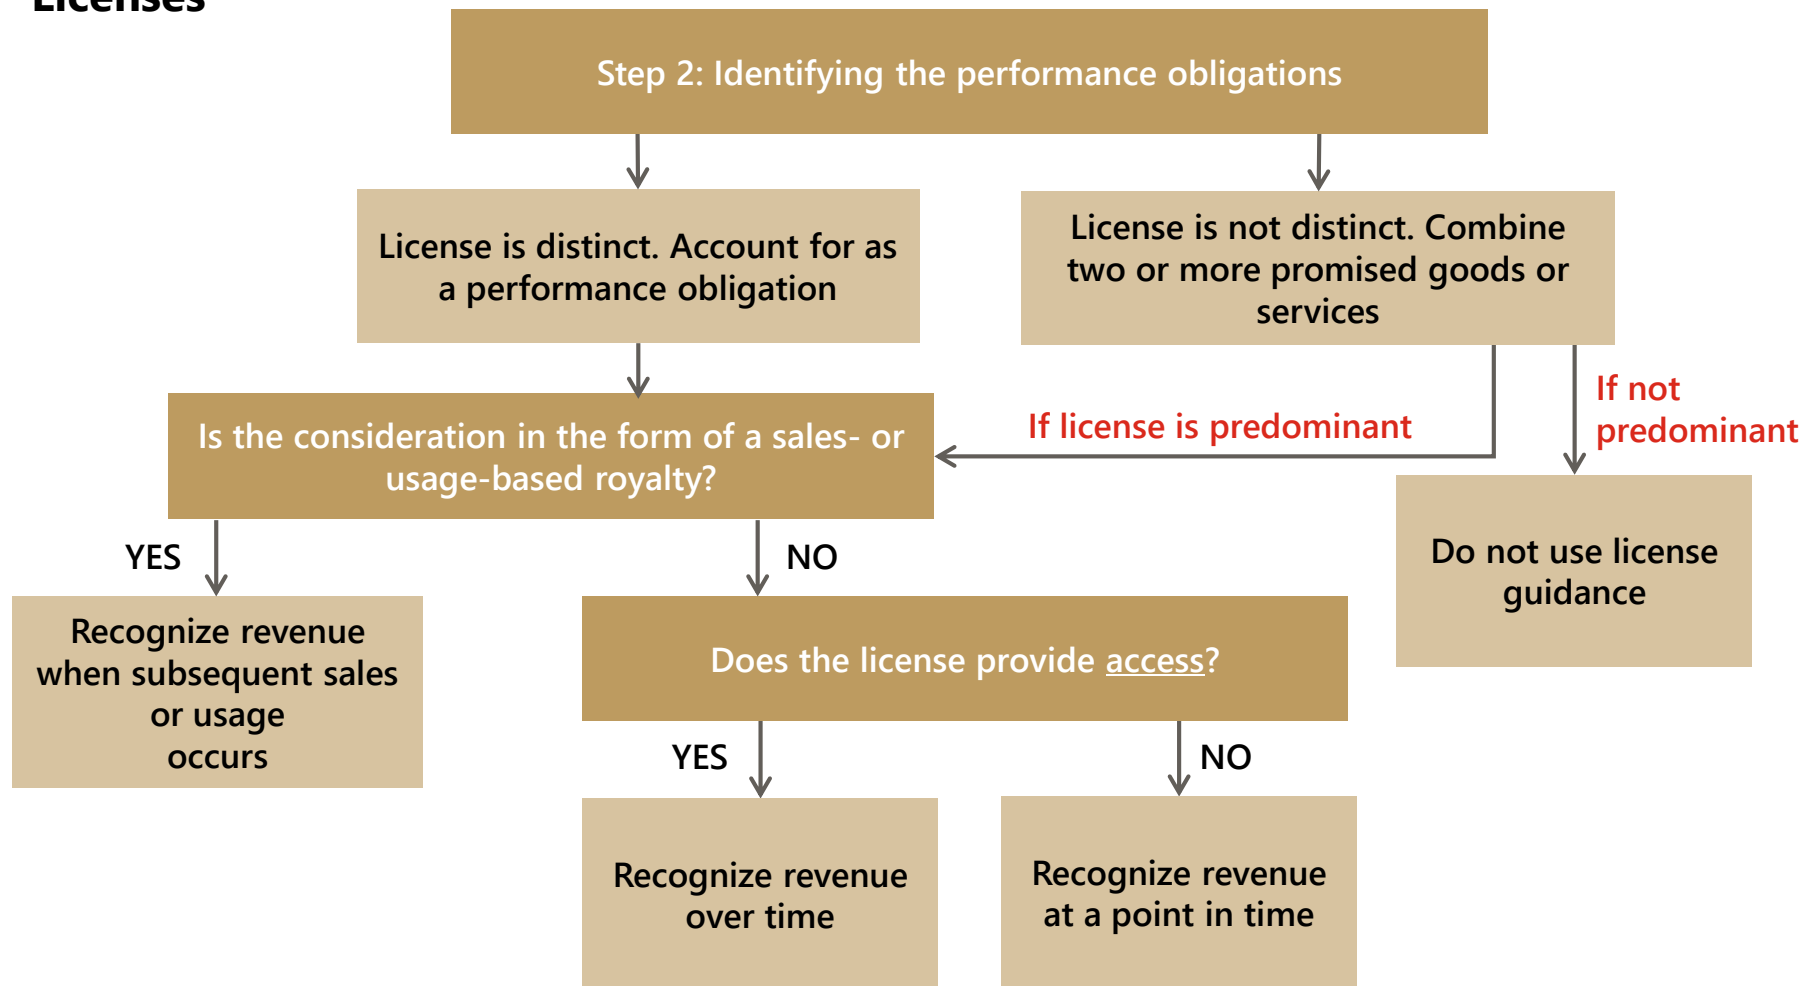 Licenses
Step 2: Identifying the performance obligations
License is distinct. Account for as
a performance obligation
License is not distinct. Combine
two or more promised goods or
services
If not
predominant
If license is predominant
Is the consideration in the form of a sales- or
usage-based royalty?
Do not use license
guidance
YES
NO
Recognize revenue
when subsequent sales
or usage
occurs
Does the license provide access?
YES
NO
Recognize revenue
over time
Recognize revenue
at a point in time